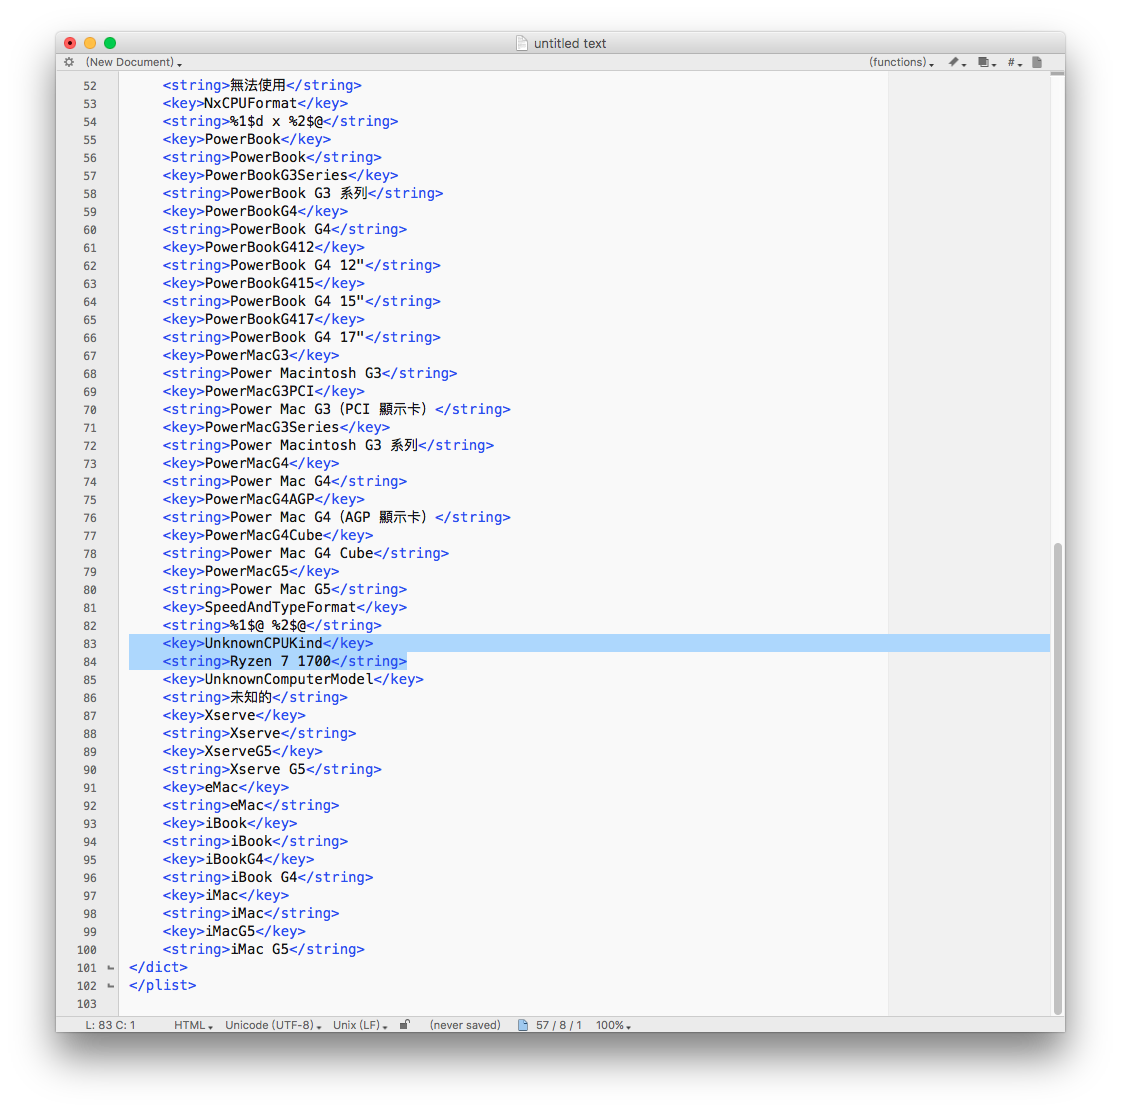 untitled text
(New Document)
(functions)
#
52 <string>無法使用</string>
53 <key>NxCPUFormat</key>
54 <string>%1$d x %2$@</string>
55 <key>PowerBook</key>
56 <string>PowerBook</string>
57 <key>PowerBookG3Series</key>
58 <string>PowerBook G3 系列</string>
59 <key>PowerBookG4</key>
60 <string>PowerBook G4</string>
61 <key>PowerBookG412</key>
62 <string>PowerBook G4 12"</string>
63 <key>PowerBookG415</key>
64 <string>PowerBook G4 15"</string>
65 <key>PowerBookG417</key>
66 <string>PowerBook G4 17"</string>
67 <key>PowerMacG3</key>
68 <string>Power Macintosh G3</string>
69 <key>PowerMacG3PCI</key>
70 <string>Power Mac G3（PCI 顯示卡）</string>
71 <key>PowerMacG3Series</key>
72 <string>Power Macintosh G3 系列</string>
73 <key>PowerMacG4</key>
74 <string>Power Mac G4</string>
75 <key>PowerMacG4AGP</key>
76 <string>Power Mac G4（AGP 顯示卡）</string>
77 <key>PowerMacG4Cube</key>
78 <string>Power Mac G4 Cube</string>
79 <key>PowerMacG5</key>
80 <string>Power Mac G5</string>
81 <key>SpeedAndTypeFormat</key>
82 <string>%1$@ %2$@</string>
83 <key>UnknownCPUKind</key>
84 <string>Ryzen 7 1700</string>
85 <key>UnknownComputerModel</key>
86 <string>未知的</string>
87 <key>Xserve</key>
88 <string>Xserve</string>
89 <key>XserveG5</key>
90 <string>Xserve G5</string>
91 <key>eMac</key>
92 <string>eMac</string>
93 <key>iBook</key>
94 <string>iBook</string>
95 <key>iBookG4</key>
96 <string>iBook G4</string>
97 <key>iMac</key>
98 <string>iMac</string>
99 <key>iMacG5</key>
100 <string>iMac G5</string>
101 </dict>
102 </plist>
103
L: 83 C: 1 HTML Unicode (UTF-8) Unix (LF) (never saved) 57 / 8 / 1 100%